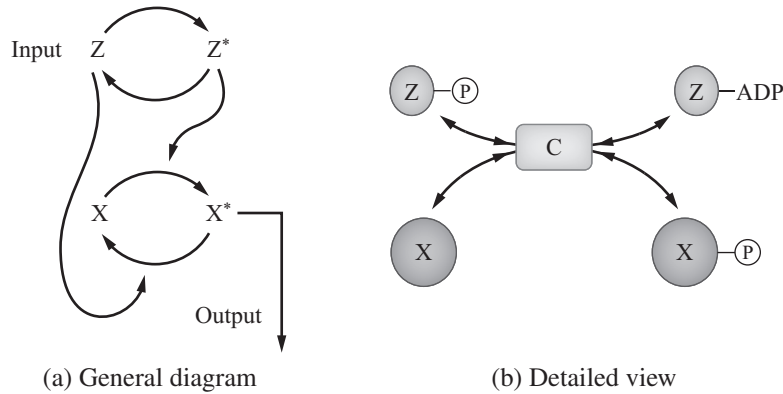 Input
Z
Z*
X
X*
Output
(a) General diagram
Z P
Z ADP
C
X
X P
(b) Detailed view